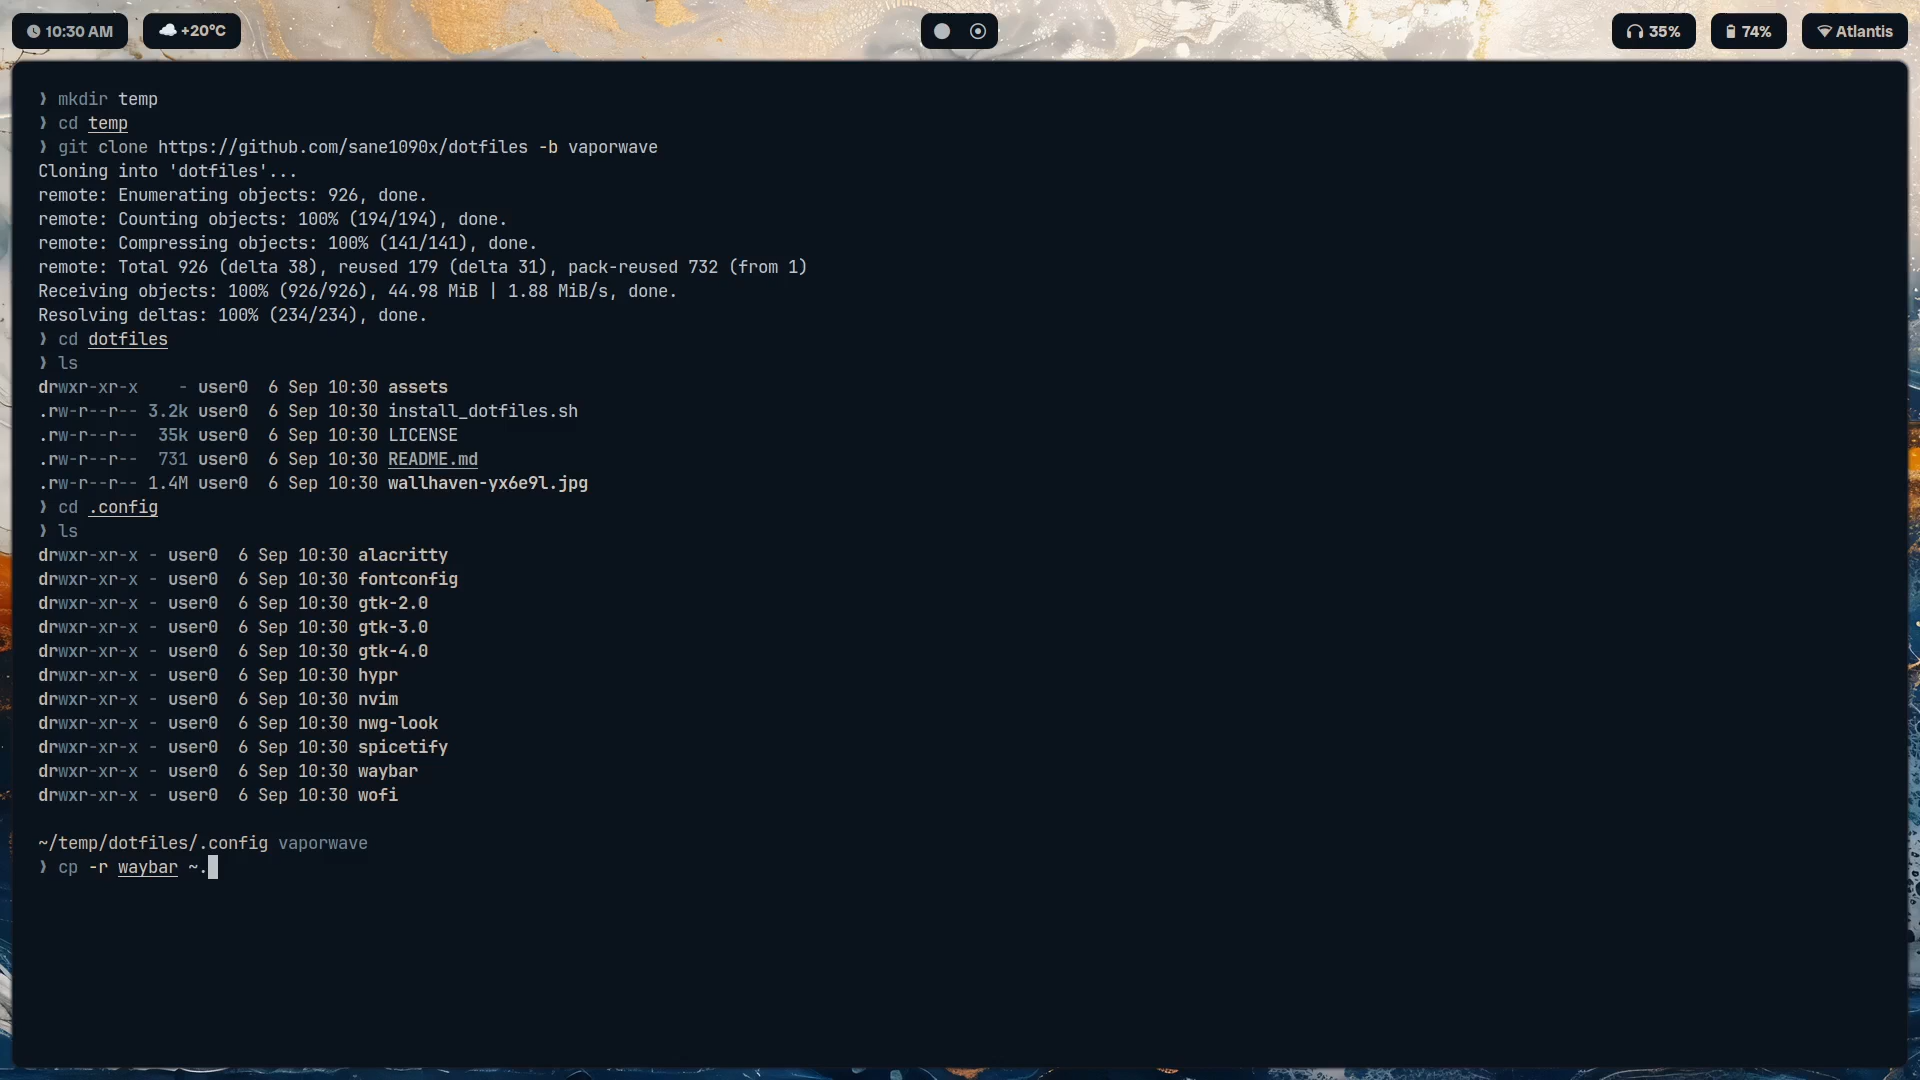 10:30 AM
+20°C
35%
74%
Atlantis
❯ mkdir temp
❯ cd temp
❯ git clone https://github.com/sane1090x/dotfiles -b vaporwave
Cloning into 'dotfiles'...
remote: Enumerating objects: 926, done.
remote: Counting objects: 100% (194/194), done.
remote: Compressing objects: 100% (141/141), done.
remote: Total 926 (delta 38), reused 179 (delta 31), pack-reused 732 (from 1)
Receiving objects: 100% (926/926), 44.98 MiB | 1.88 MiB/s, done.
Resolving deltas: 100% (234/234), done.
❯ cd dotfiles
❯ ls
drwxr-xr-x    - user0  6 Sep 10:30 assets
.rw-r--r-- 3.2k user0  6 Sep 10:30 install_dotfiles.sh
.rw-r--r--  35k user0  6 Sep 10:30 LICENSE
.rw-r--r--  731 user0  6 Sep 10:30 README.md
.rw-r--r-- 1.4M user0  6 Sep 10:30 wallhaven-yx6e9l.jpg
❯ cd .config
❯ ls
drwxr-xr-x - user0  6 Sep 10:30 alacritty
drwxr-xr-x - user0  6 Sep 10:30 fontconfig
drwxr-xr-x - user0  6 Sep 10:30 gtk-2.0
drwxr-xr-x - user0  6 Sep 10:30 gtk-3.0
drwxr-xr-x - user0  6 Sep 10:30 gtk-4.0
drwxr-xr-x - user0  6 Sep 10:30 hypr
drwxr-xr-x - user0  6 Sep 10:30 nvim
drwxr-xr-x - user0  6 Sep 10:30 nwg-look
drwxr-xr-x - user0  6 Sep 10:30 spicetify
drwxr-xr-x - user0  6 Sep 10:30 waybar
drwxr-xr-x - user0  6 Sep 10:30 wofi
~/temp/dotfiles/.config vaporwave
❯ cp -r waybar ~.